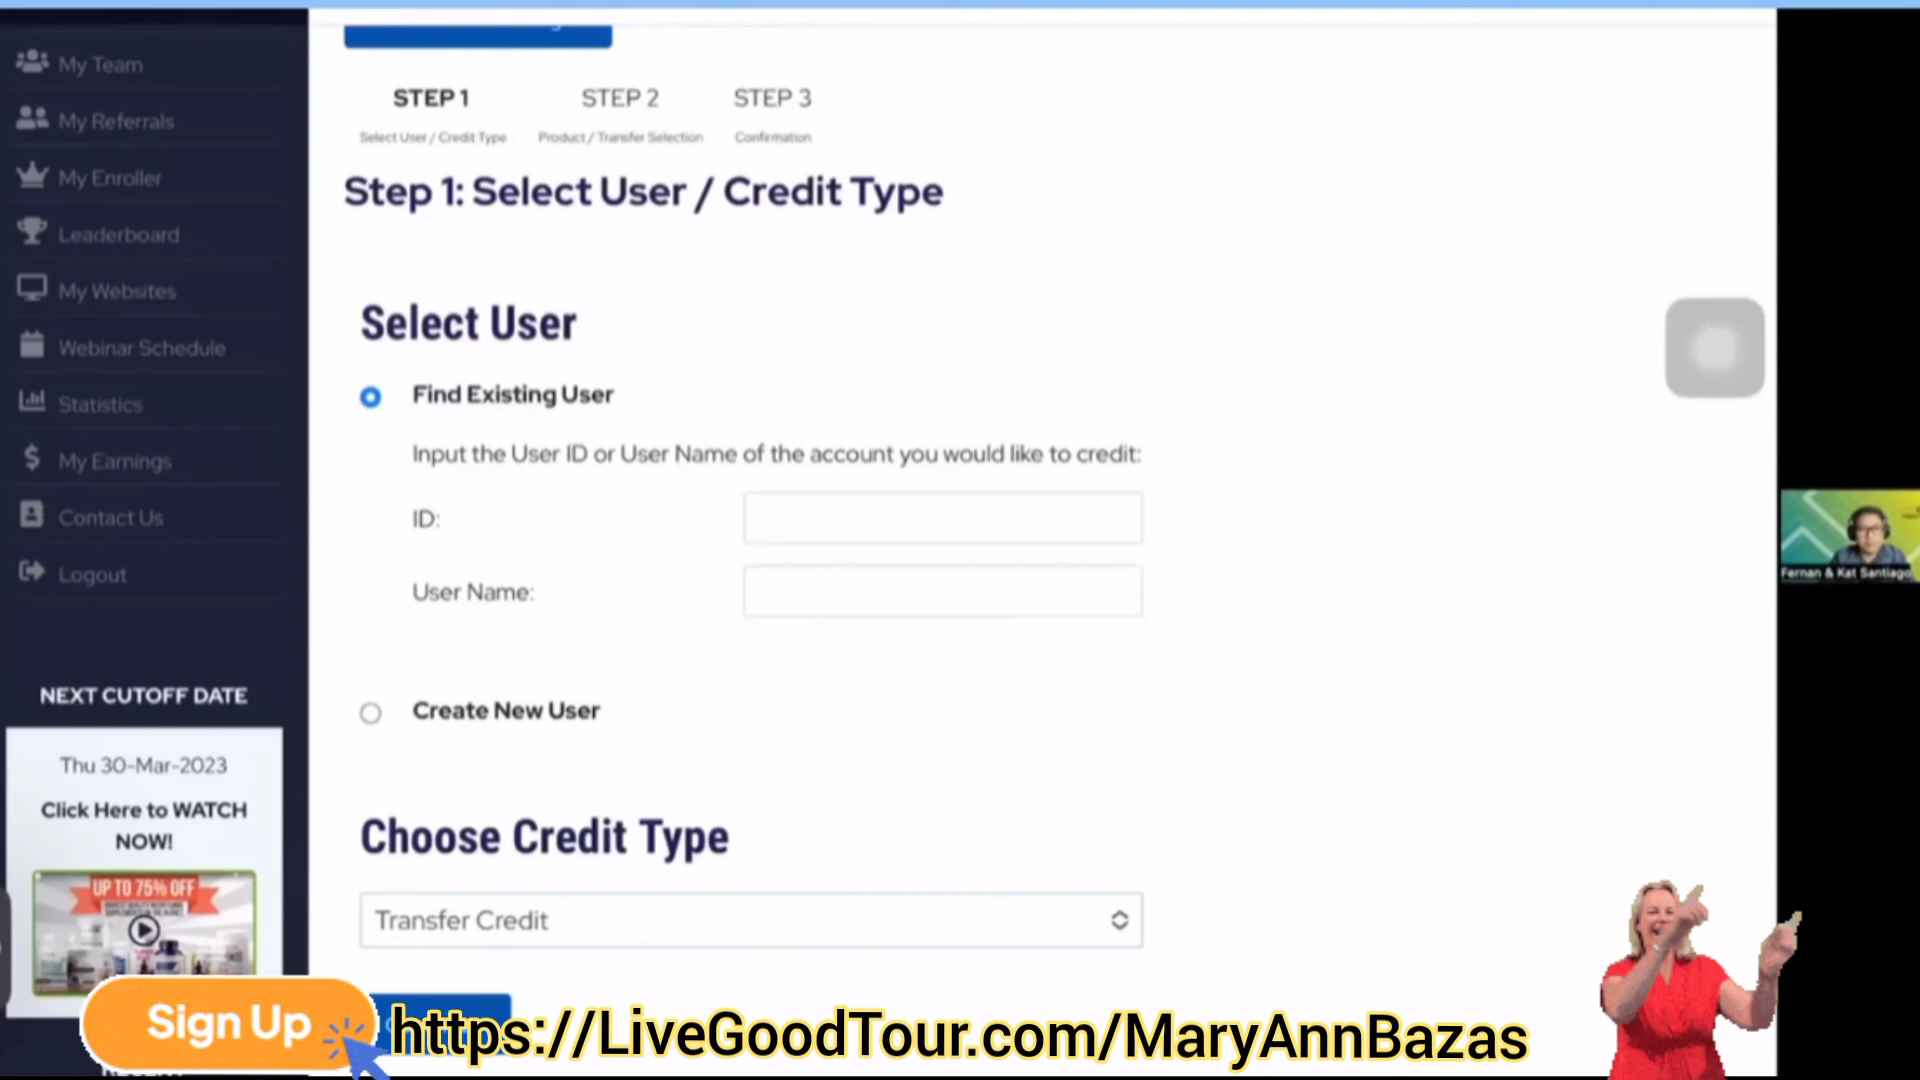 My Team
My Referrals
My Enroller
Leaderboard
My Websites
Webinar Schedule
Statistics
My Earnings
Contact Us
Logout
NEXT CUTOFF DATE
Thu 30-Mar-2023
Click Here to WATCH
NOW!
UP TO 75% OFF
STEP 1
STEP 2
STEP 3
Select User / Credit Type
Product / Transfer Selection
Confirmation
Step 1: Select User / Credit Type
Select User
Find Existing User
Input the User ID or User Name of the account you would like to credit:
ID:
User Name:
Create New User
Choose Credit Type
Transfer Credit
Fernan & Kat Santiago
Sign Up
https://LiveGoodTour.com/MaryAnnBazas